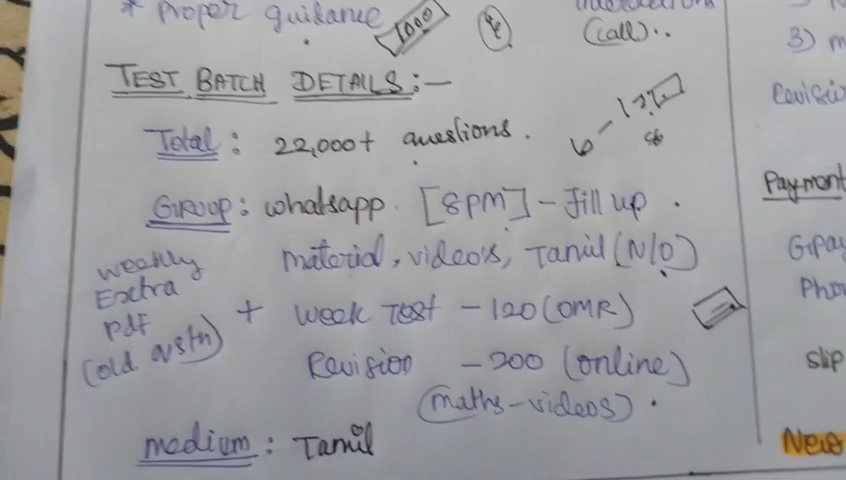 * Proper guidance
1000
(call)..
TEST BATCH DETAILS :-
Total : 22,000+ questions.
Group : whatsapp. [8PM] - fill up.
material, videos, Tamil (N/O)
weekly
Extra
pdf
(old qstn)
+ week Test - 120 (OMR)
Revision - 200 (online)
(maths-videos).
medium : Tamil
3) m
Revisi
Payment
Gpay
Pho
slip
New